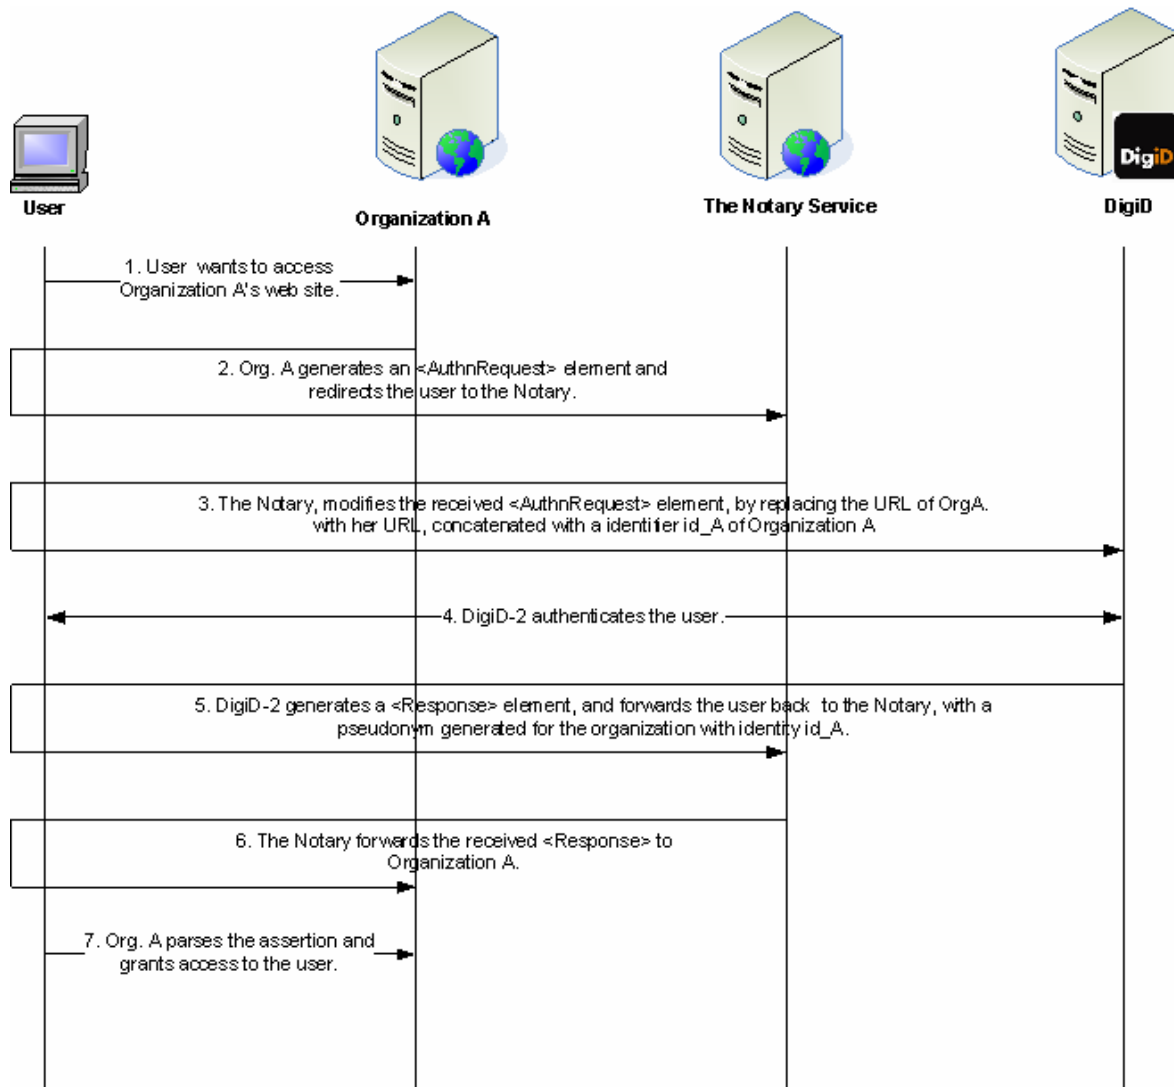 DigiD
User
Organization A
The Notary Service
DigiD
1. User wants to access
Organization A's web site.
2. Org. A generates an <AuthnRequest> element and
redirects the user to the Notary.
3. The Notary, modifies the received <AuthnRequest> element, by replacing the URL of OrgA.
with her URL, concatenated with a identifier id_A of Organization A
4. DigiD-2 authenticates the user.
5. DigiD-2 generates a <Response> element, and forwards the user back to the Notary, with a
pseudonym generated for the organization with identity id_A.
6. The Notary forwards the received <Response> to
Organization A.
7. Org. A parses the assertion and
grants access to the user.